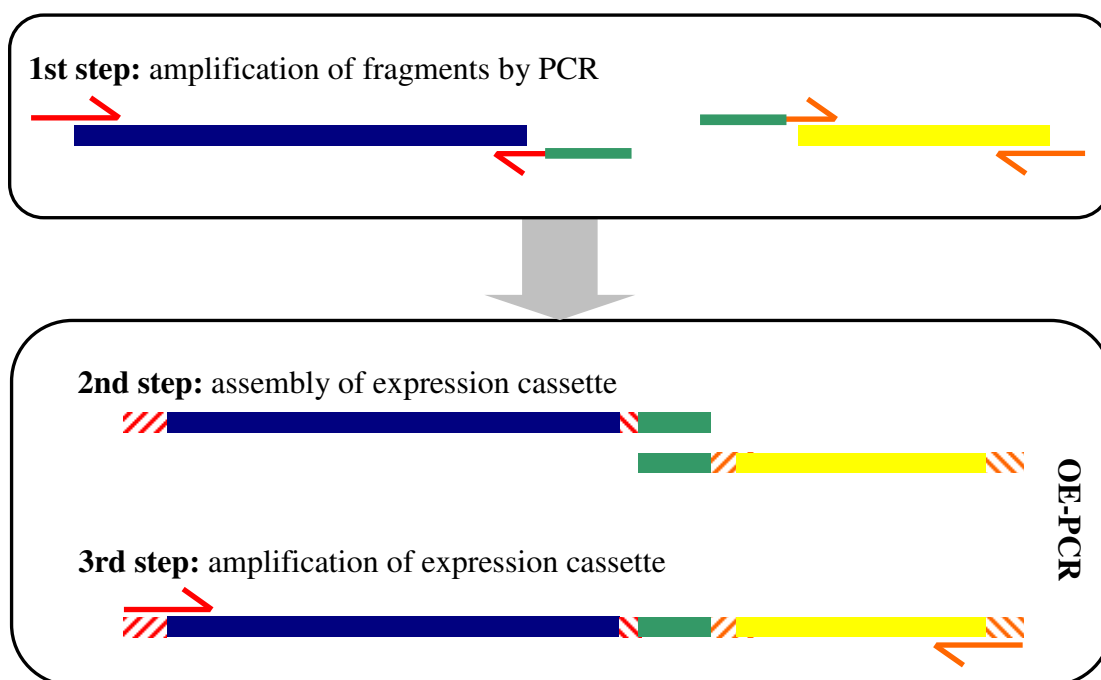 1st step: amplification of fragments by PCR
2nd step: assembly of expression cassette
3rd step: amplification of expression cassette
OE-PCR